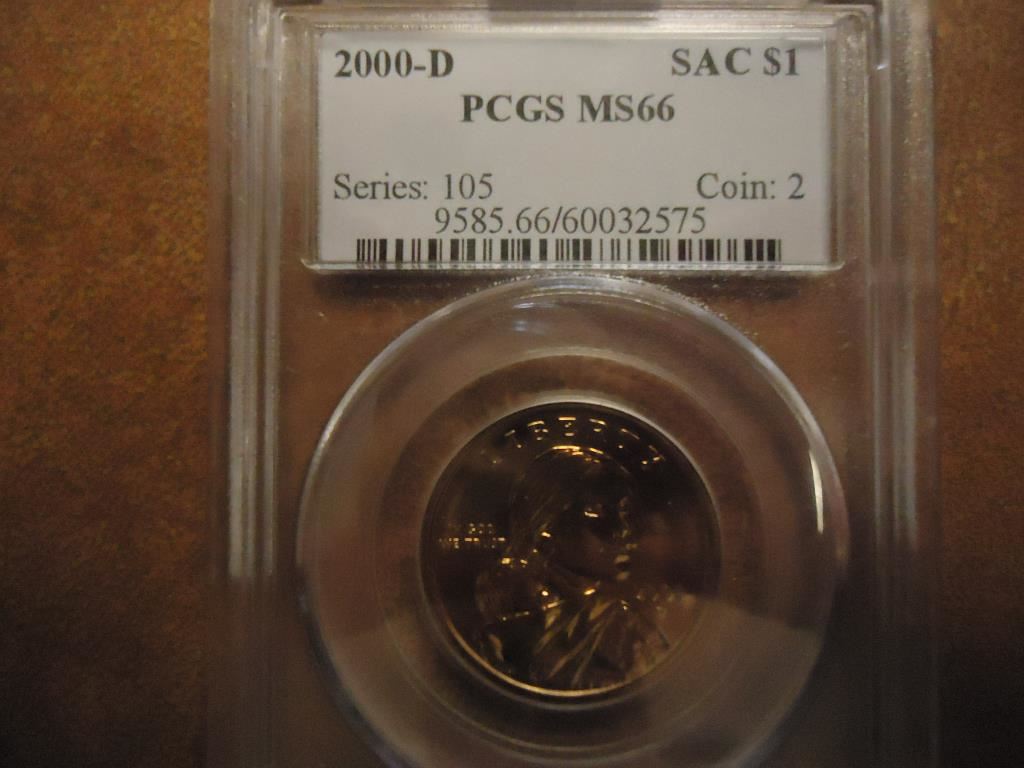 2000-D SAC $1
PCGS MS66
Series: 105 Coin: 2
9585.66/60032575
LIBERTY
IN GOD
WE TRUST